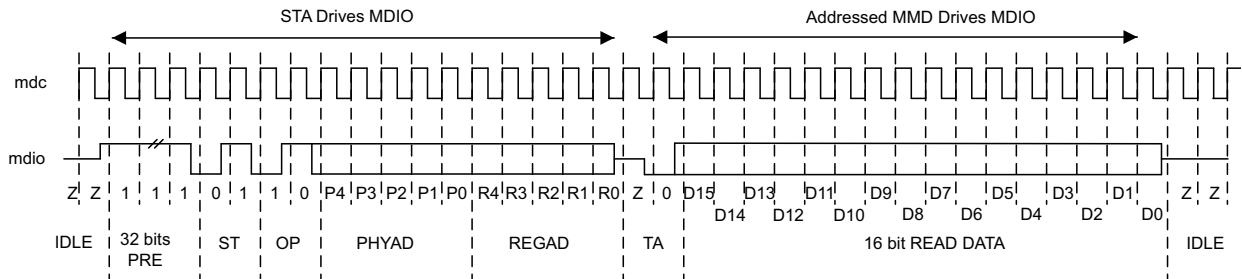 STA Drives MDIO Addressed MMD Drives MDIO
mdc
mdio
Z Z 1 1 1 0 1 1 0 P4 P3 P2 P1 P0 R4 R3 R2 R1 R0 Z 0 D15 D13 D11 D9 D7 D5 D3 D1 Z Z
D14 D12 D10 D8 D6 D4 D2 D0
IDLE 32 bits ST OP PHYAD REGAD TA 16 bit READ DATA IDLE
PRE